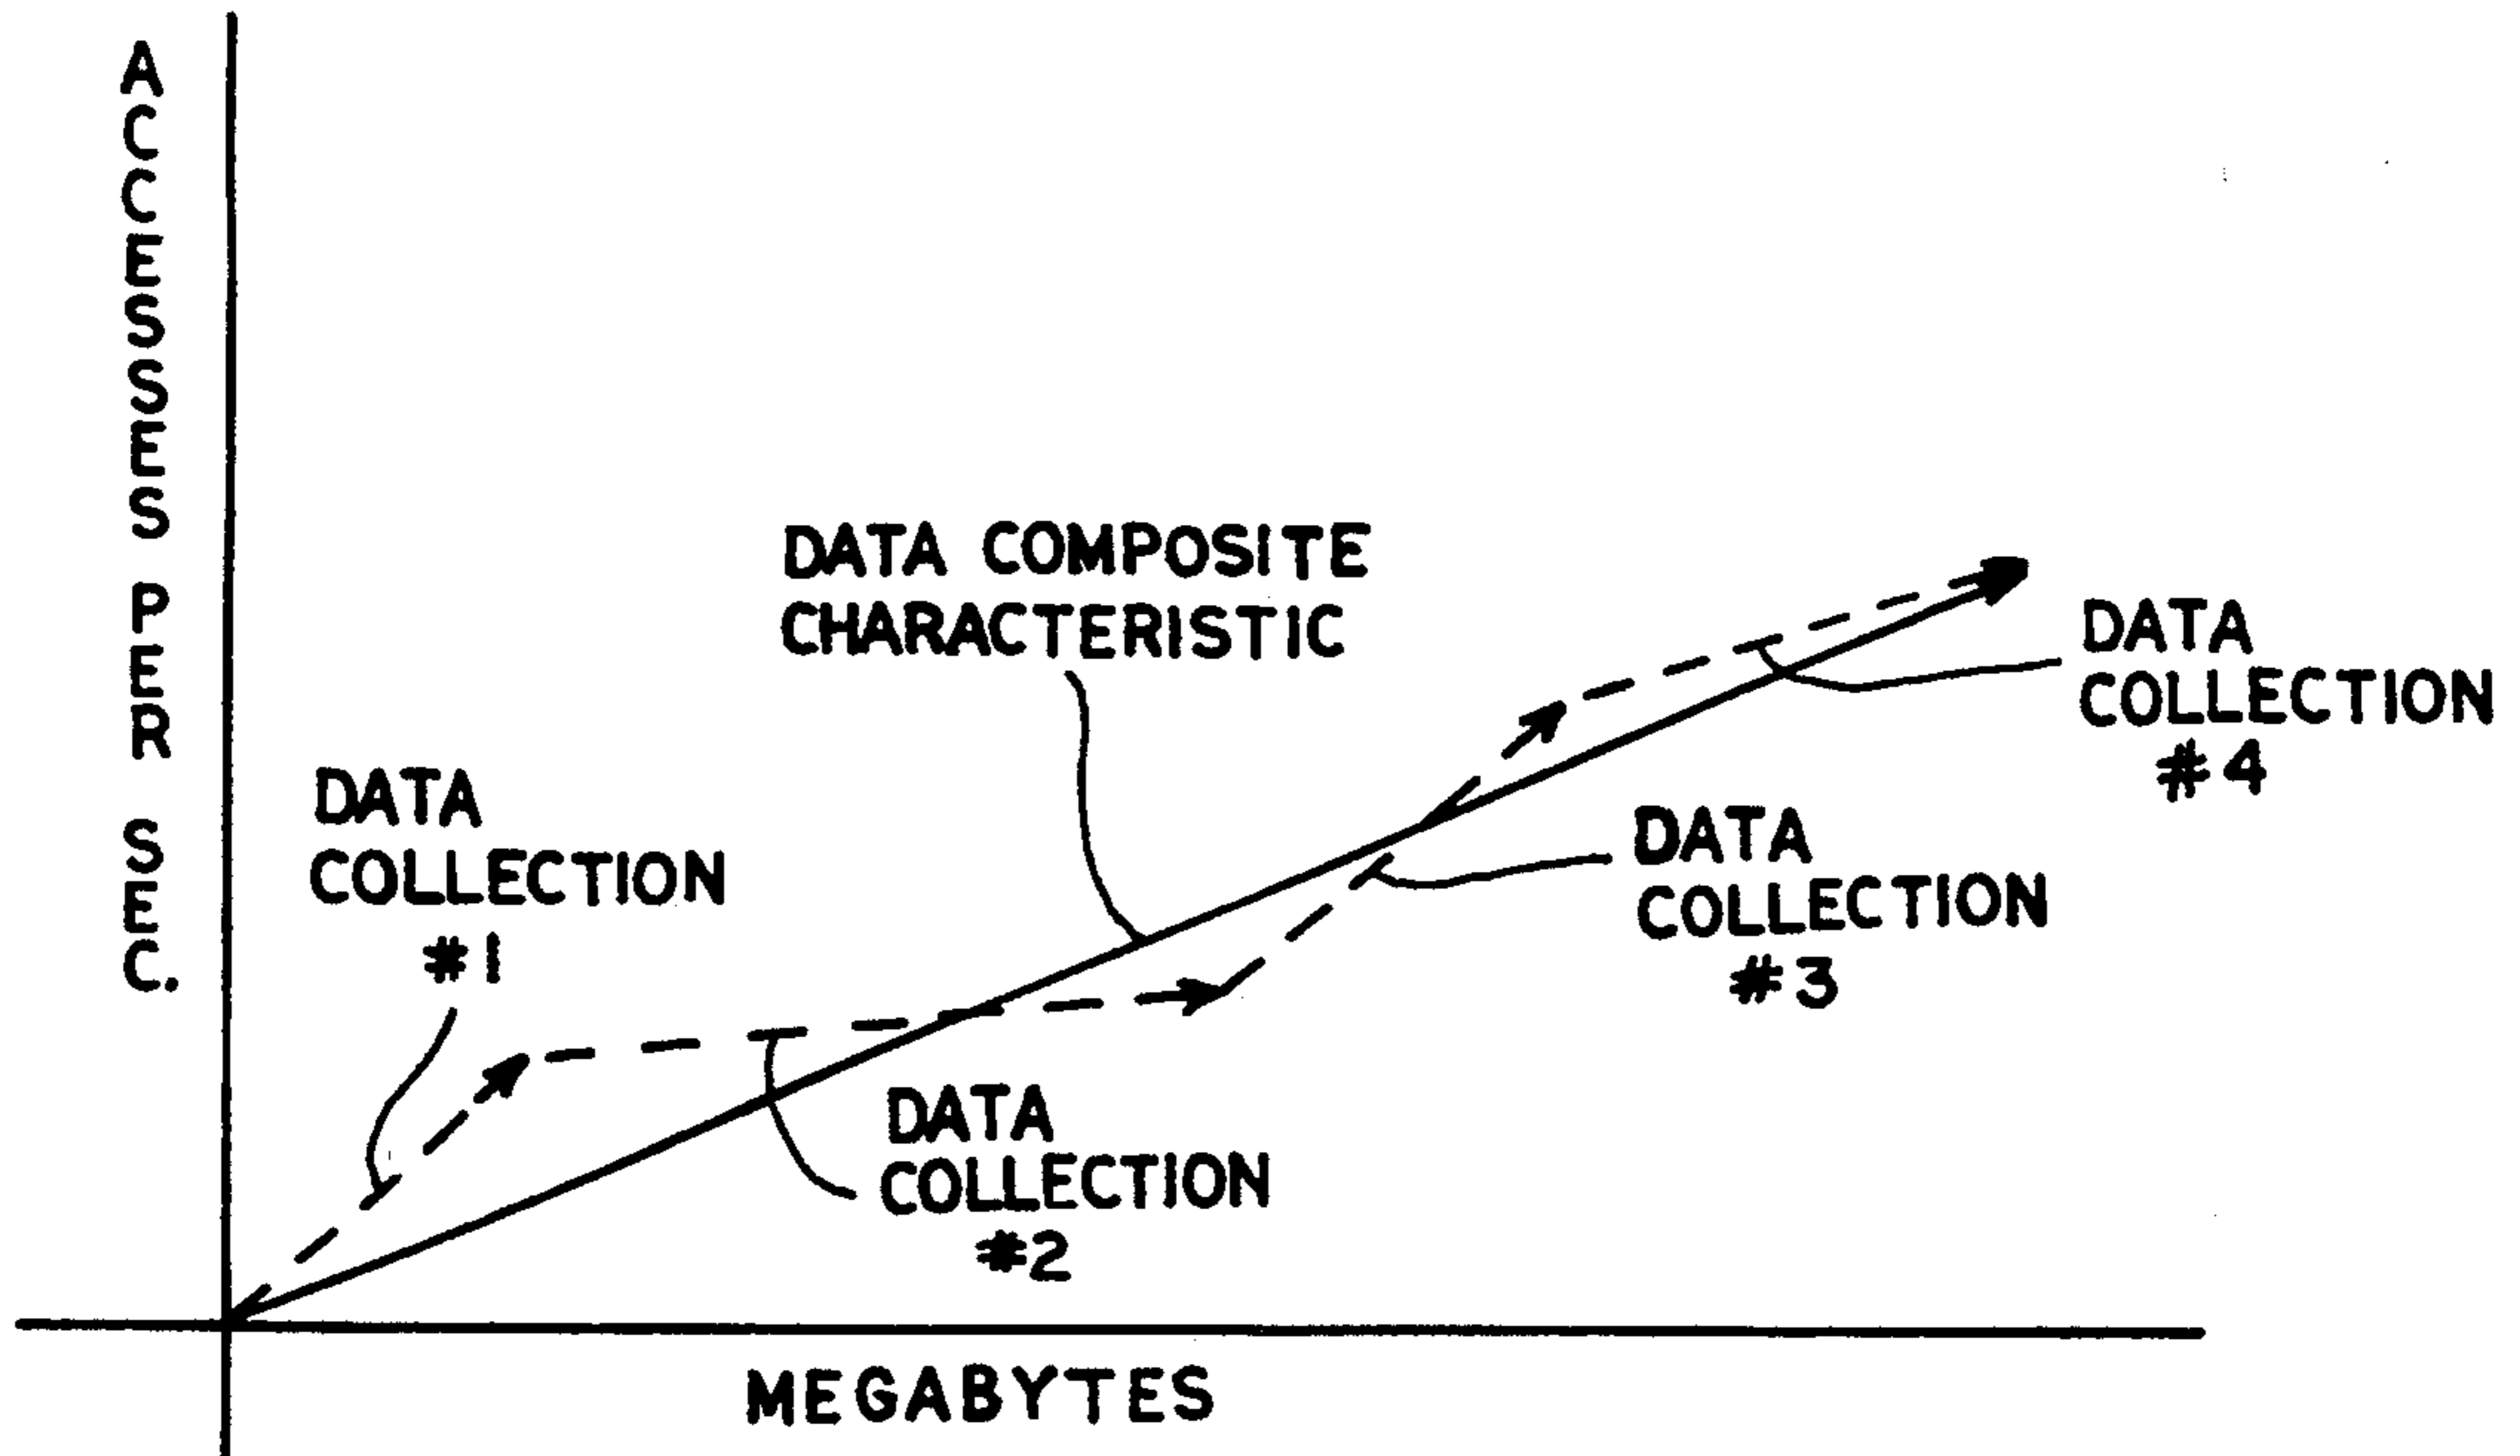 ACCESSES PER SEC.
DATA COMPOSITE
CHARACTERISTIC
DATA
COLLECTION
#1
DATA
COLLECTION
#2
DATA
COLLECTION
#3
DATA
COLLECTION
#4
MEGABYTES